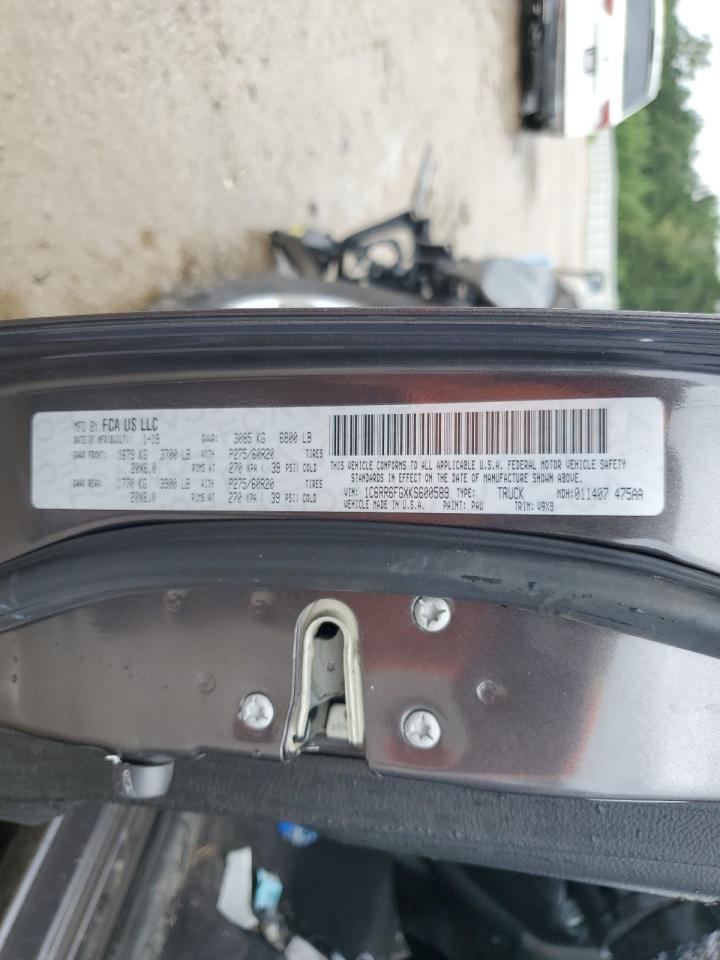 MFD BY: FCA US LLC
DATE OF MFR(BUILT): 1-19 GVWR: 3085 KG 6800 LB
GAWR FRONT: 1679 KG 3700 LB WITH P275/60R20 TIRES
20X8.0 RIMS AT 270 KPA ( 39 PSI) COLD
GAWR REAR: 1770 KG 3900 LB WITH P275/60R20 TIRES
20X8.0 RIMS AT 270 KPA ( 39 PSI) COLD
THIS VEHICLE CONFORMS TO ALL APPLICABLE U.S.A. FEDERAL MOTOR VEHICLE SAFETY
STANDARDS IN EFFECT ON THE DATE OF MANUFACTURE SHOWN ABOVE.
VIN: 1C6RR6FGXKS600589 TYPE: TRUCK MDH: 011407 475AA
VEHICLE MADE IN U.S.A. PAINT: PAU TRIM: V9X9